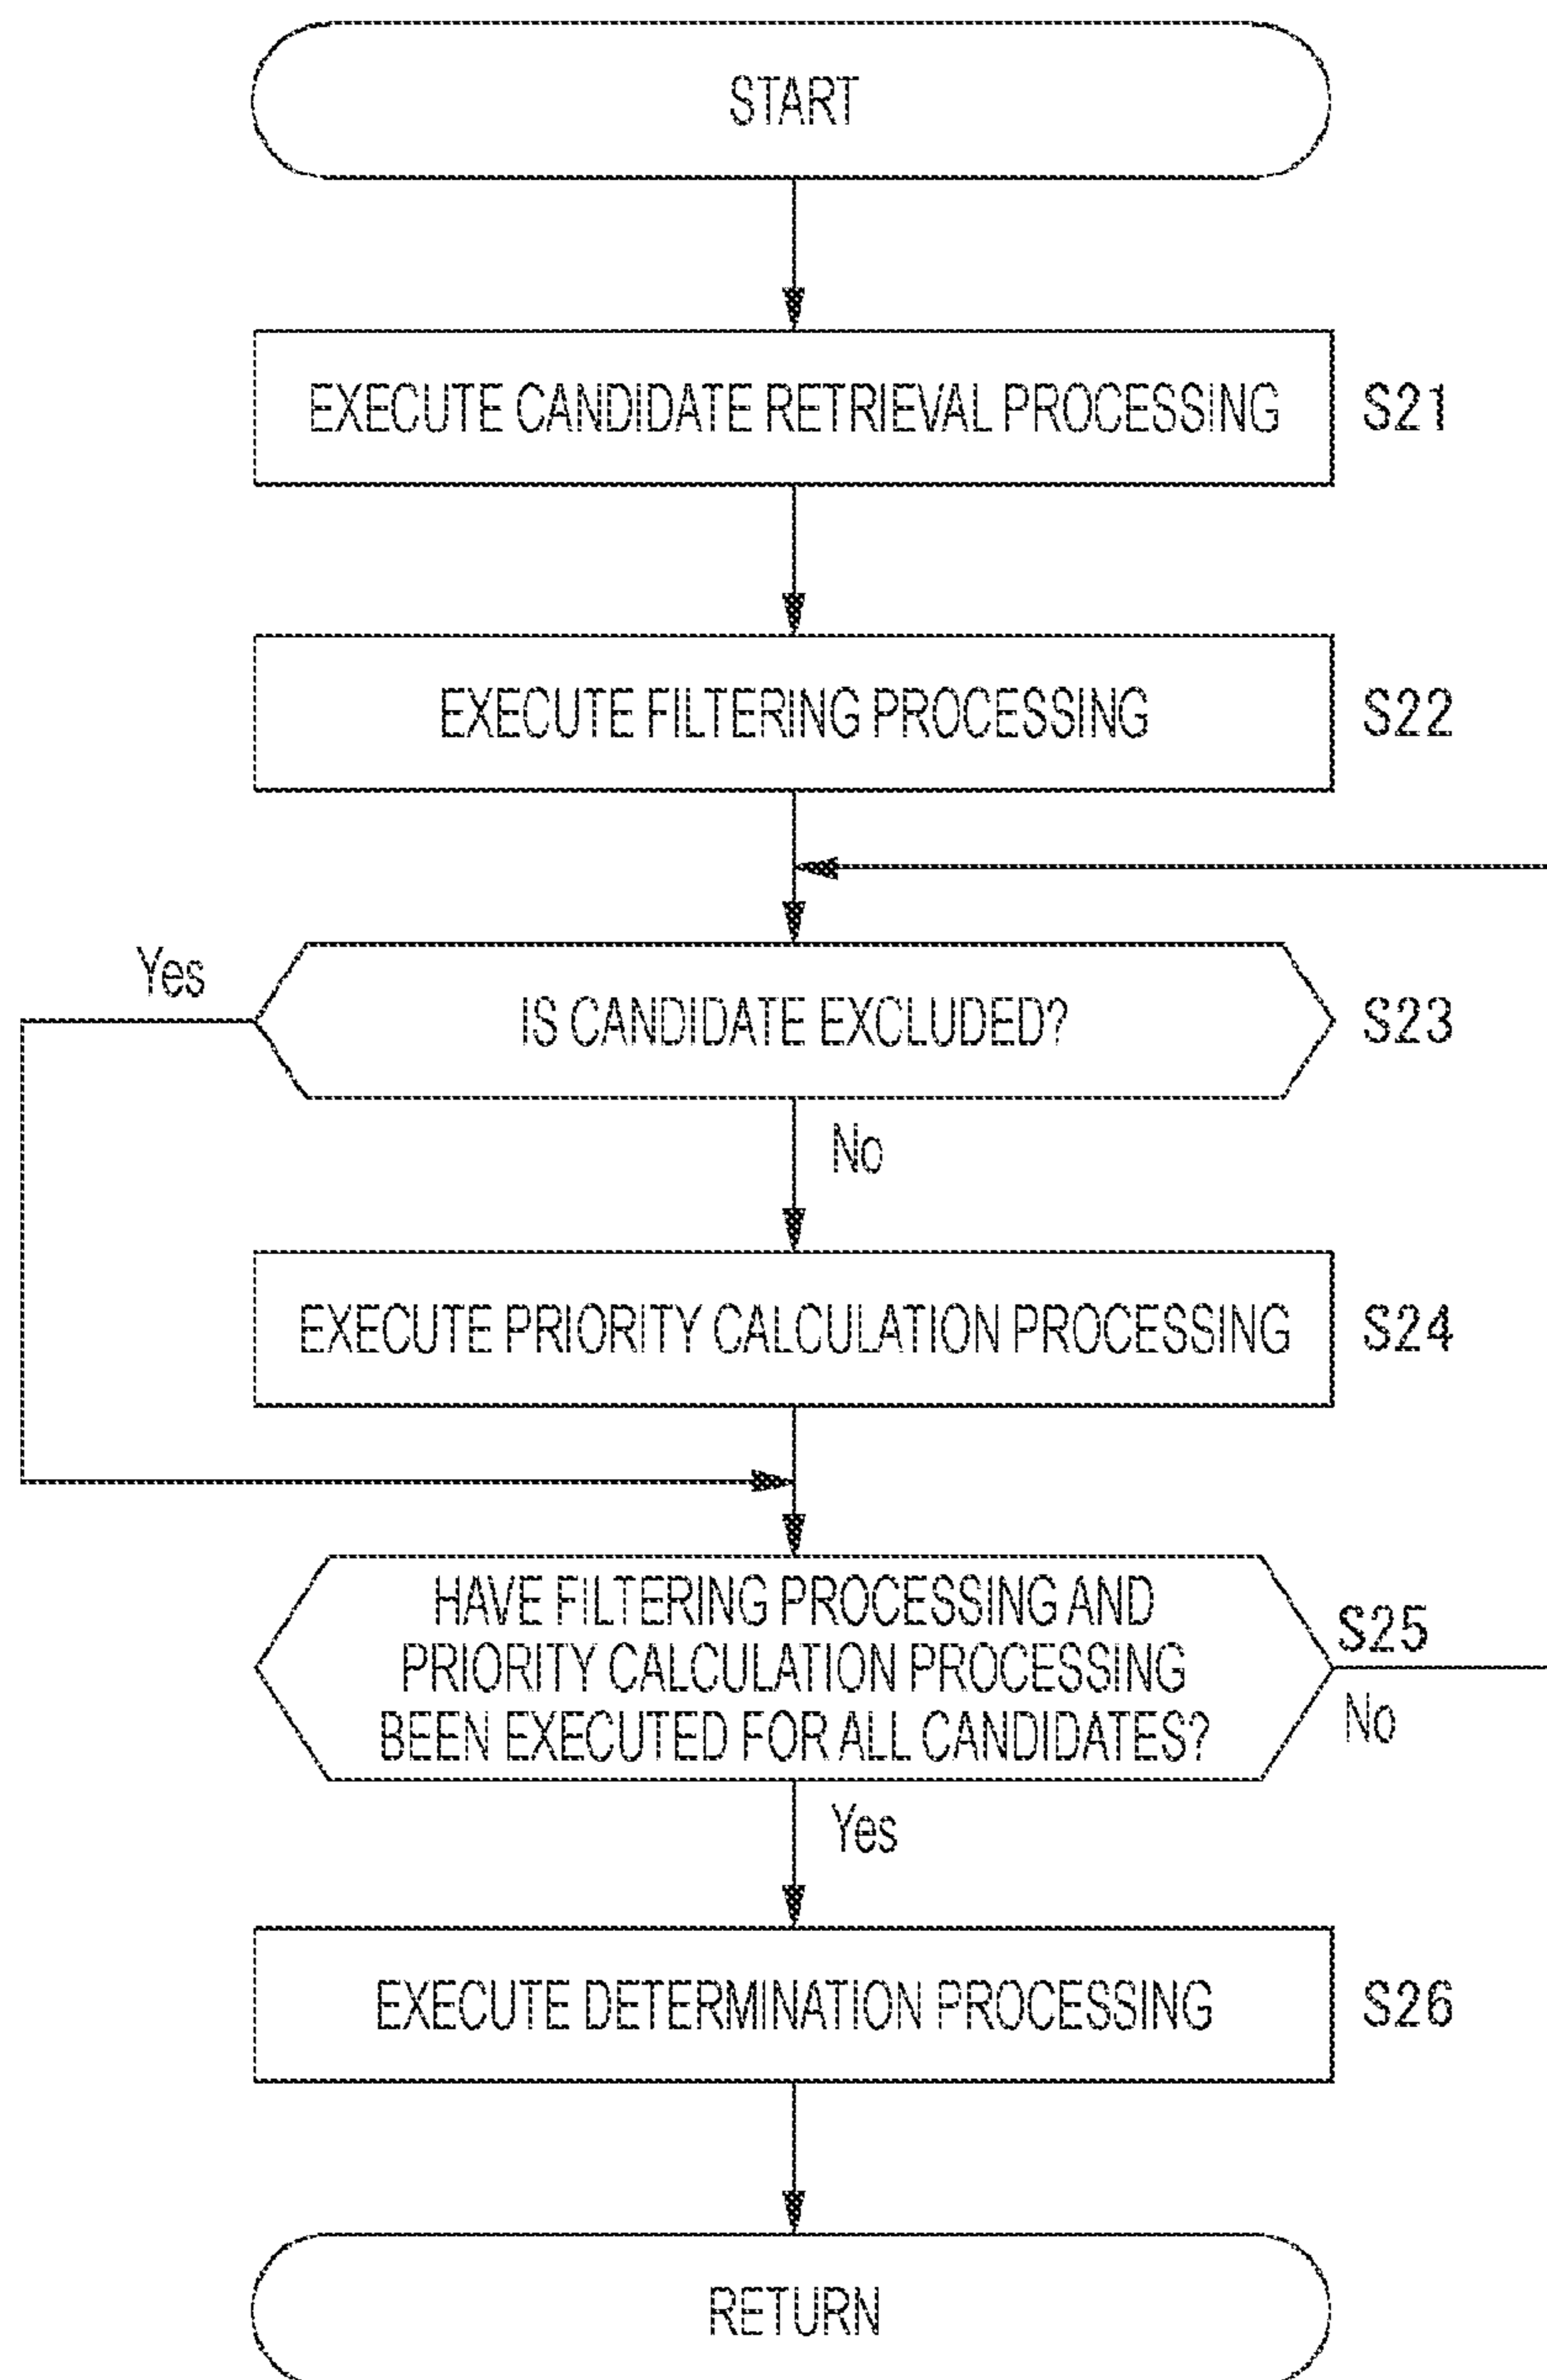 START
EXECUTE CANDIDATE RETRIEVAL PROCESSING
S21
EXECUTE FILTERING PROCESSING
S22
Yes
IS CANDIDATE EXCLUDED?
S23
No
EXECUTE PRIORITY CALCULATION PROCESSING
S24
HAVE FILTERING PROCESSING AND
PRIORITY CALCULATION PROCESSING
BEEN EXECUTED FOR ALL CANDIDATES?
S25
No
Yes
EXECUTE DETERMINATION PROCESSING
S26
RETURN